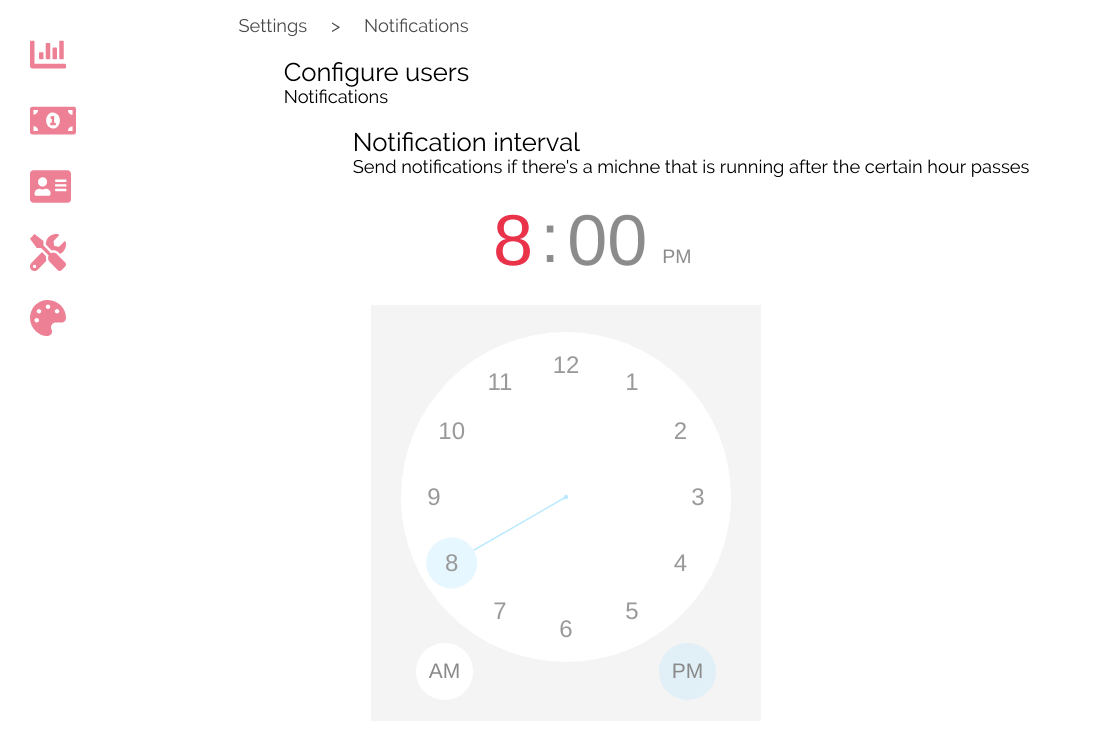 Settings > Notifications
Configure users
Notifications
Notification interval
Send notifications if there's a michne that is running after the certain hour passes
8:00 PM
12
11 1
10 2
9 3
8 4
7 5
6
AM PM
1